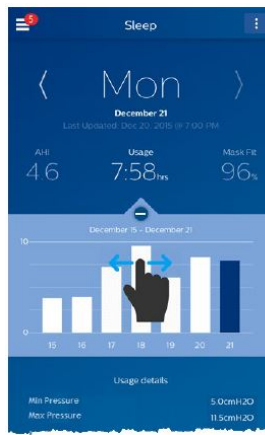 5
Sleep
Mon
December 21
Last Updated: Dec 20, 2015 @ 7:00 PM
AHI Usage Mask Fit
4.6 7:58 hrs 96%
December 15 - December 21
10
0
15 16 17 18 19 20 21
Usage details
Min Pressure 5.0cmH2O
Max Pressure 11.5cmH2O